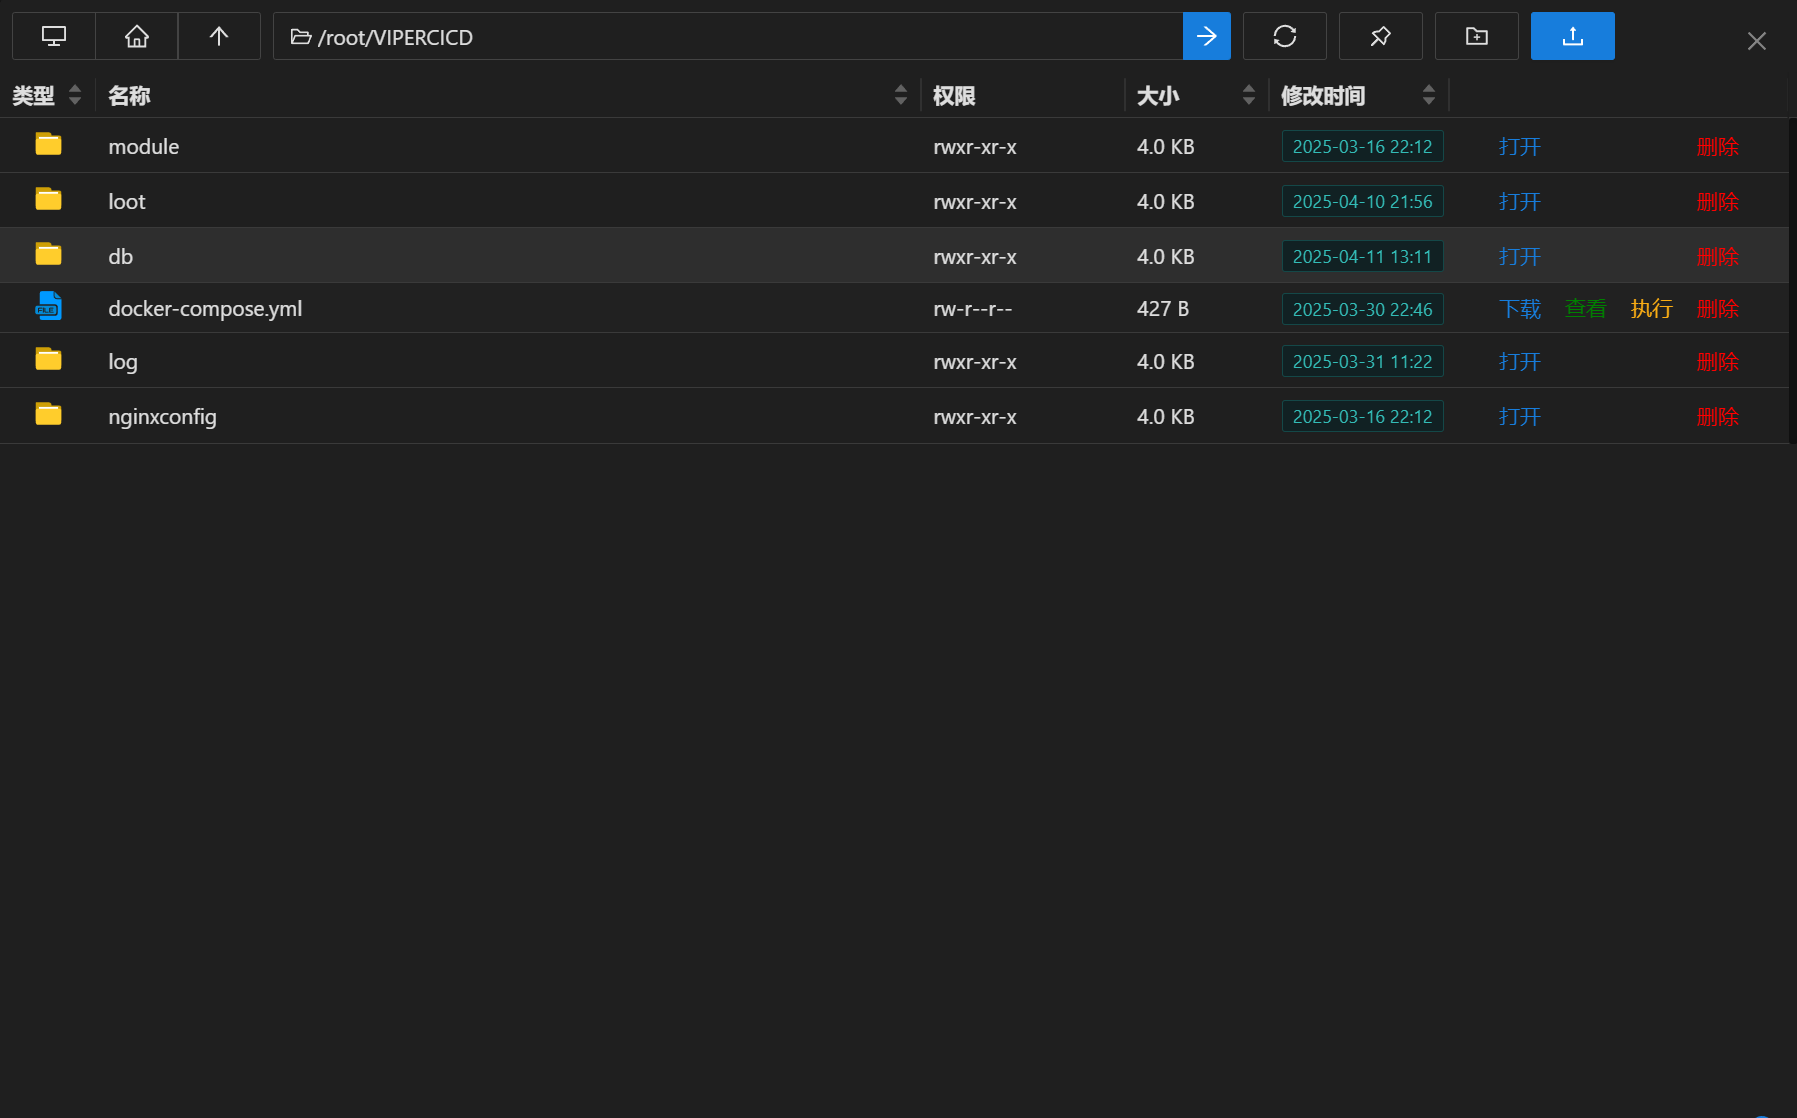 /root/VIPERCICD
类型 名称 权限 大小 修改时间
module rwxr-xr-x 4.0 KB 2025-03-16 22:12 打开 删除
loot rwxr-xr-x 4.0 KB 2025-04-10 21:56 打开 删除
db rwxr-xr-x 4.0 KB 2025-04-11 13:11 打开 删除
FILE docker-compose.yml rw-r--r-- 427 B 2025-03-30 22:46 下载 查看 执行 删除
log rwxr-xr-x 4.0 KB 2025-03-31 11:22 打开 删除
nginxconfig rwxr-xr-x 4.0 KB 2025-03-16 22:12 打开 删除